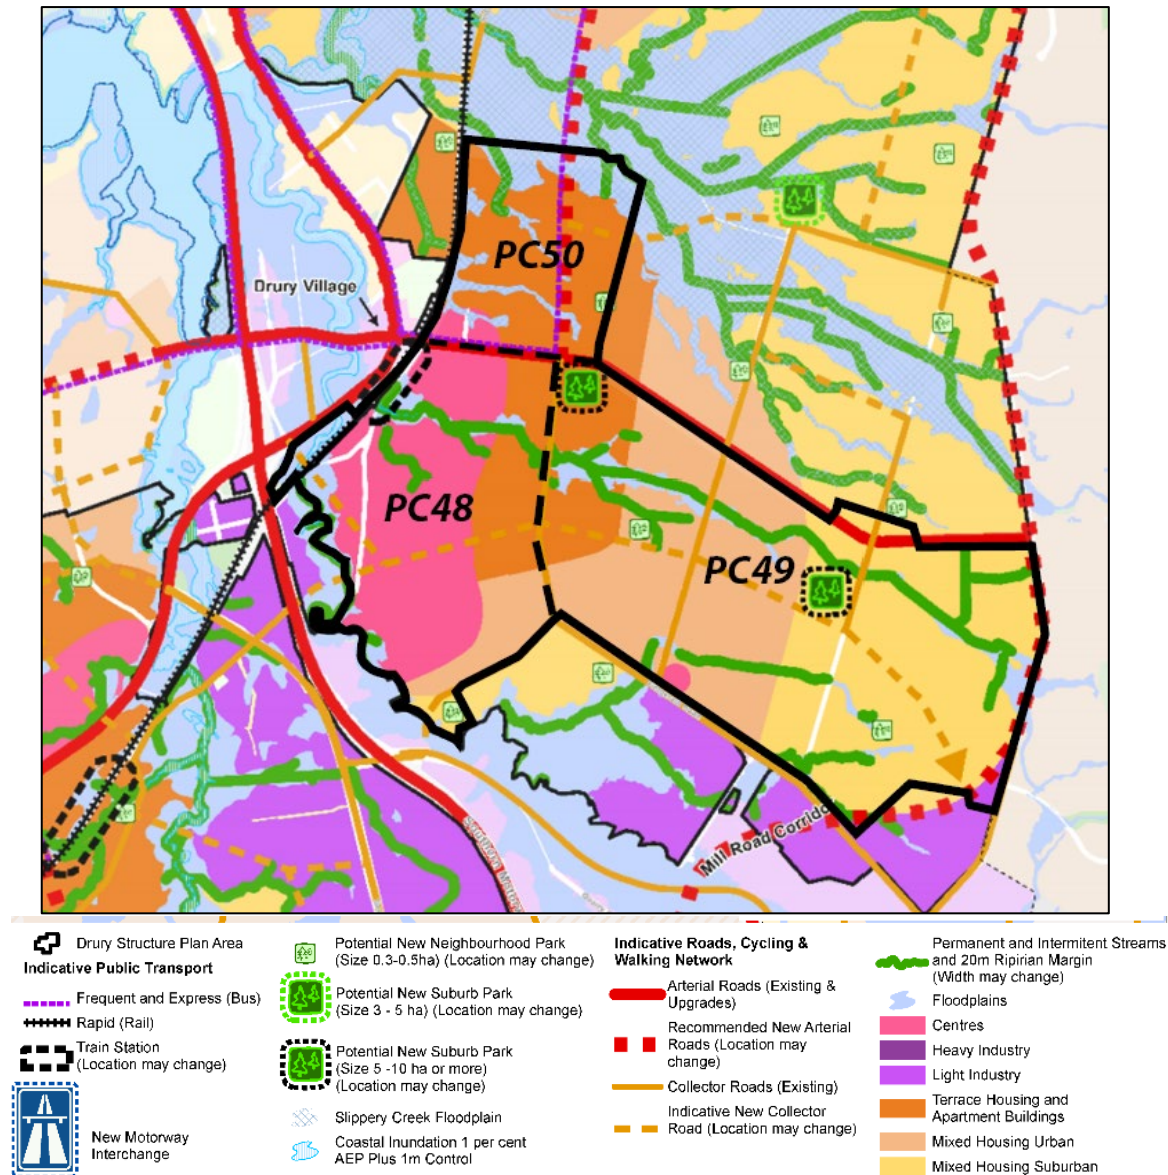 PC50
Drury Village
PC48
PC49
Mill Road Corrido
Drury Structure Plan Area
Indicative Public Transport
Frequent and Express (Bus)
Rapid (Rail)
Train Station
(Location may change)
New Motorway
Interchange
Potential New Neighbourhood Park
(Size 0.3-0.5ha) (Location may change)
Potential New Suburb Park
(Size 3 - 5 ha) (Location may change)
Potential New Suburb Park
(Size 5 -10 ha or more)
(Location may change)
Slippery Creek Floodplain
Coastal Inundation 1 per cent
AEP Plus 1m Control
Indicative Roads, Cycling &
Walking Network
Arterial Roads (Existing &
Upgrades)
Recommended New Arterial
Roads (Location may
change)
Collector Roads (Existing)
Indicative New Collector
Road (Location may change)
Permanent and Intermitent Streams
and 20m Ripirian Margin
(Width may change)
Floodplains
Centres
Heavy Industry
Light Industry
Terrace Housing and
Apartment Buildings
Mixed Housing Urban
Mixed Housing Suburban